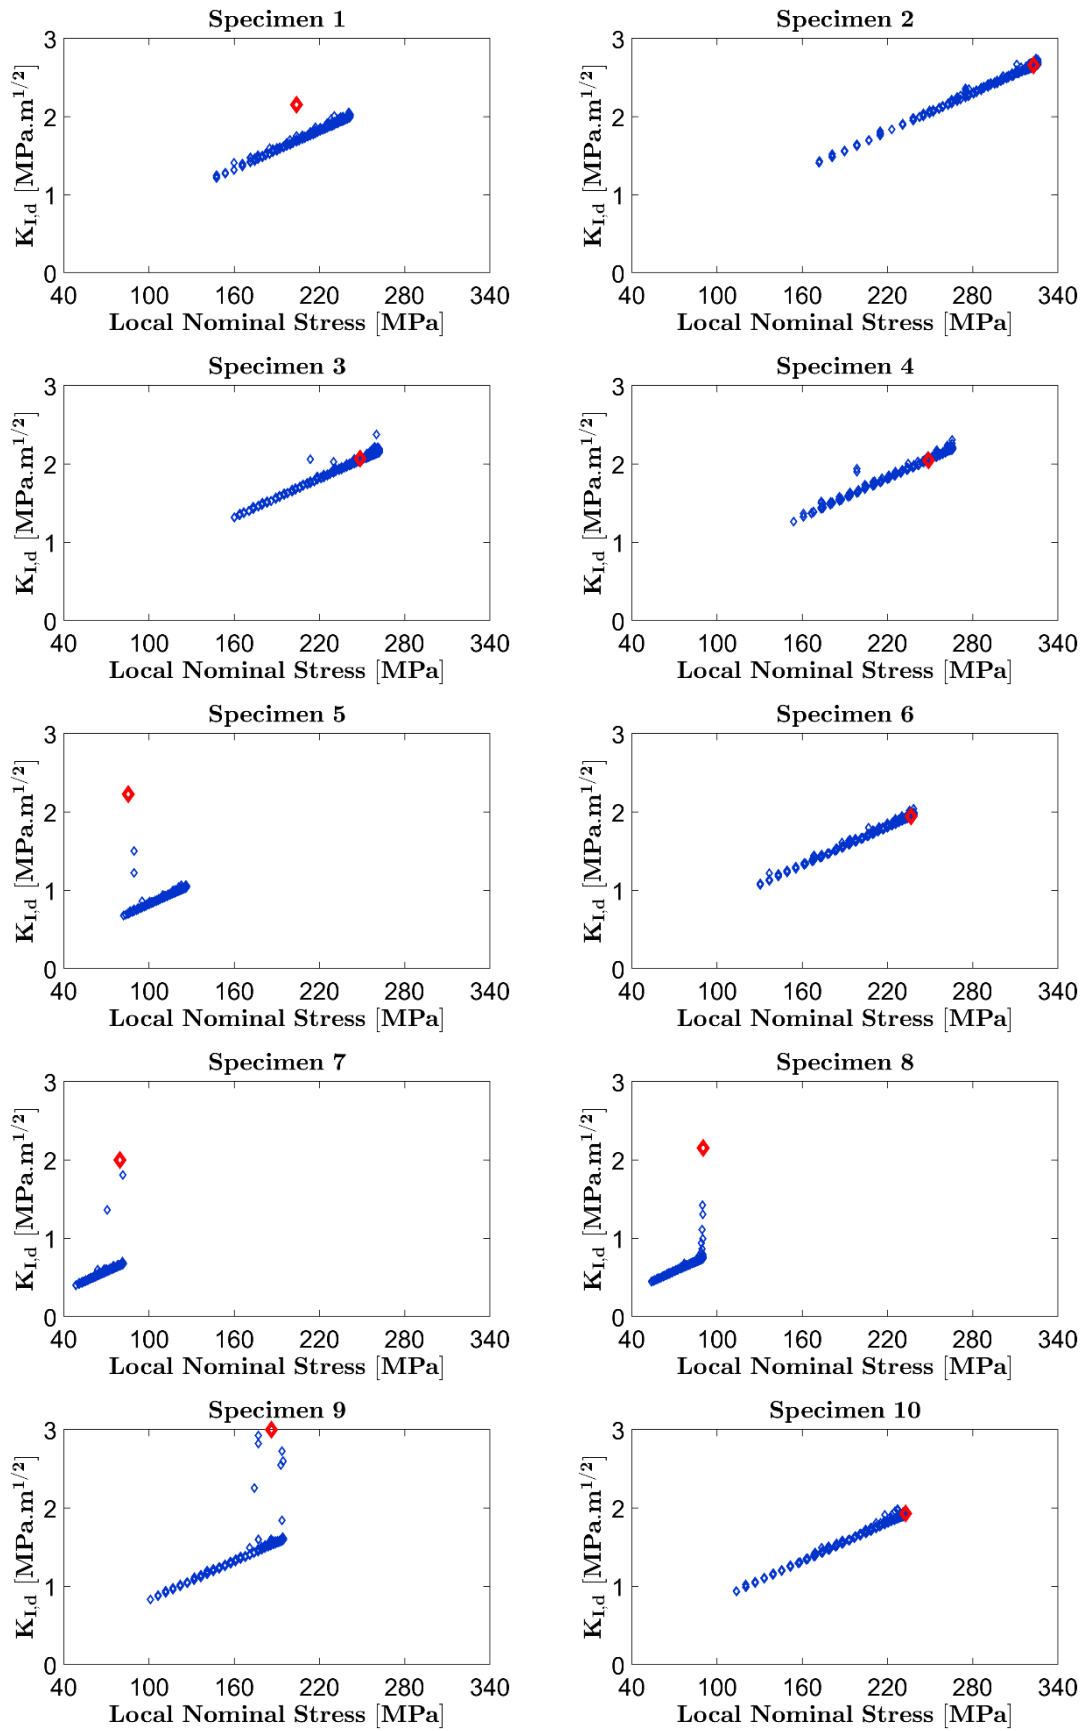 Specimen 1
3
2
1
0
K_{I,d} [MPa.m^{1/2}]
40 100 160 220 280 340
Local Nominal Stress [MPa]
Specimen 2
3
2
1
0
K_{I,d} [MPa.m^{1/2}]
40 100 160 220 280 340
Local Nominal Stress [MPa]
Specimen 3
3
2
1
0
K_{I,d} [MPa.m^{1/2}]
40 100 160 220 280 340
Local Nominal Stress [MPa]
Specimen 4
3
2
1
0
K_{I,d} [MPa.m^{1/2}]
40 100 160 220 280 340
Local Nominal Stress [MPa]
Specimen 5
3
2
1
0
K_{I,d} [MPa.m^{1/2}]
40 100 160 220 280 340
Local Nominal Stress [MPa]
Specimen 6
3
2
1
0
K_{I,d} [MPa.m^{1/2}]
40 100 160 220 280 340
Local Nominal Stress [MPa]
Specimen 7
3
2
1
0
K_{I,d} [MPa.m^{1/2}]
40 100 160 220 280 340
Local Nominal Stress [MPa]
Specimen 8
3
2
1
0
K_{I,d} [MPa.m^{1/2}]
40 100 160 220 280 340
Local Nominal Stress [MPa]
Specimen 9
3
2
1
0
K_{I,d} [MPa.m^{1/2}]
40 100 160 220 280 340
Local Nominal Stress [MPa]
Specimen 10
3
2
1
0
K_{I,d} [MPa.m^{1/2}]
40 100 160 220 280 340
Local Nominal Stress [MPa]